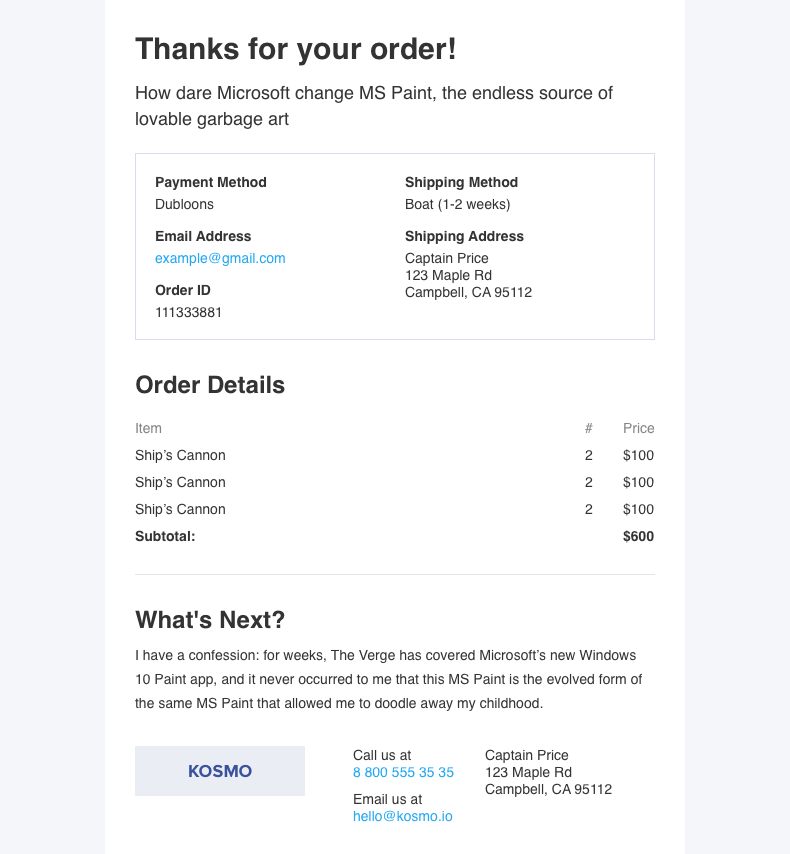 Thanks for your order!
How dare Microsoft change MS Paint, the endless source of
lovable garbage art
Payment Method
Dubloons
Email Address
example@gmail.com
Order ID
111333881
Shipping Method
Boat (1-2 weeks)
Shipping Address
Captain Price
123 Maple Rd
Campbell, CA 95112
Order Details
Item # Price
Ship’s Cannon 2 $100
Ship’s Cannon 2 $100
Ship’s Cannon 2 $100
Subtotal: $600
What's Next?
I have a confession: for weeks, The Verge has covered Microsoft’s new Windows
10 Paint app, and it never occurred to me that this MS Paint is the evolved form of
the same MS Paint that allowed me to doodle away my childhood.
KOSMO
Call us at
8 800 555 35 35
Email us at
hello@kosmo.io
Captain Price
123 Maple Rd
Campbell, CA 95112